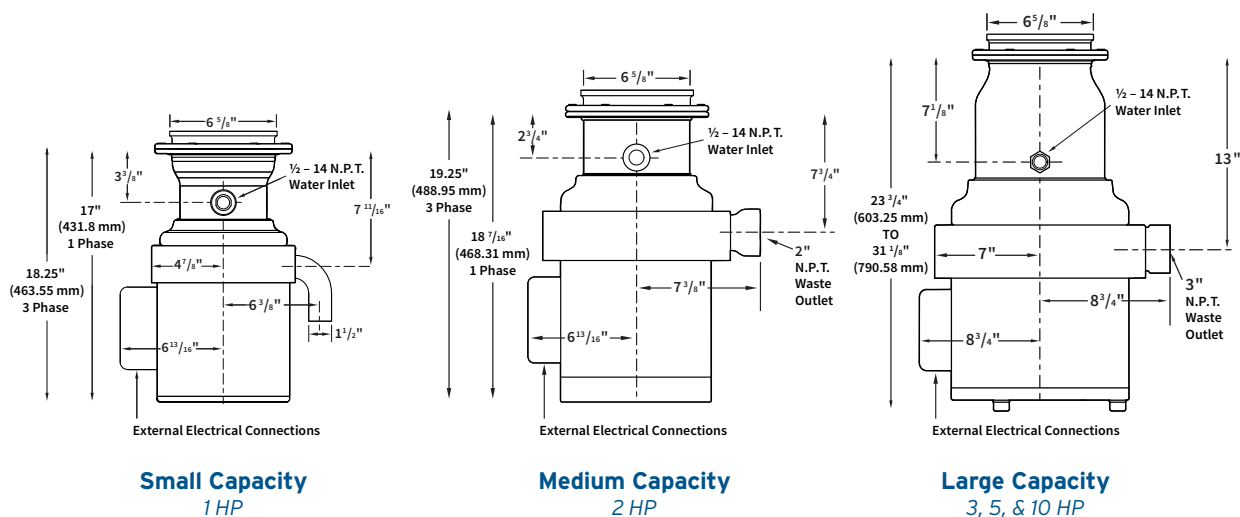 6 5/8"
3 3/8"
½ – 14 N.P.T.
Water Inlet
17"
(431.8 mm)
1 Phase
7 11/16"
18.25"
(463.55 mm)
3 Phase
4 7/8"
6 3/8"
1 1/2"
6 13/16"
External Electrical Connections
Small Capacity
1 HP
6 5/8"
2 3/4"
½ – 14 N.P.T.
Water Inlet
19.25"
(488.95 mm)
3 Phase
7 3/4"
18 7/16"
(468.31 mm)
1 Phase
2"
N.P.T.
Waste
Outlet
7 3/8"
6 13/16"
External Electrical Connections
Medium Capacity
2 HP
6 5/8"
7 1/8"
½ – 14 N.P.T.
Water Inlet
13"
23 3/4"
(603.25 mm)
TO
31 1/8"
(790.58 mm)
7"
8 3/4"
3"
N.P.T.
Waste
Outlet
8 3/4"
External Electrical Connections
Large Capacity
3, 5, & 10 HP